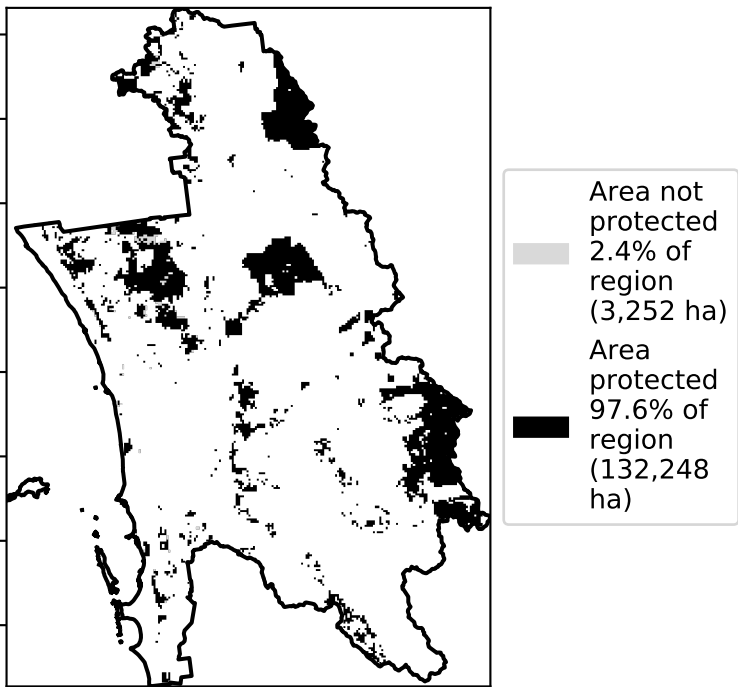 Area not
protected
2.4% of
region
(3,252 ha)
Area
protected
97.6% of
region
(132,248
ha)